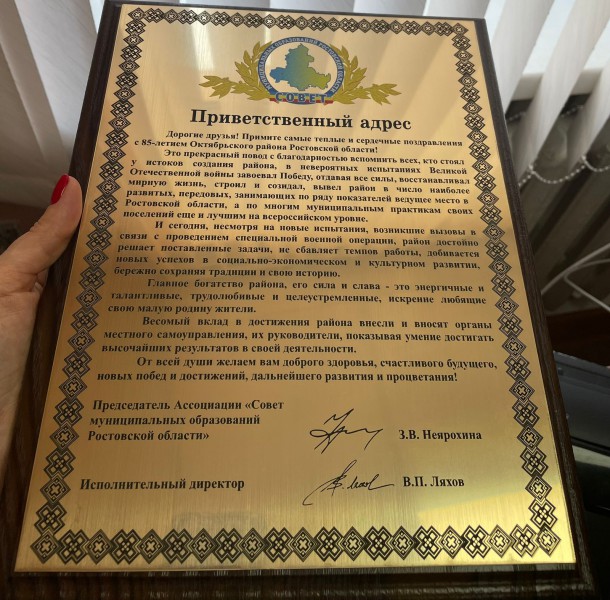 МУНИЦИПАЛЬНЫХ ОБРАЗОВАНИЙ РОСТОВСКОЙ ОБЛАСТИ
СОВЕТ
Приветственный адрес
Дорогие друзья! Примите самые теплые и сердечные поздравления
с 85-летием Октябрьского района Ростовской области!
Это прекрасный повод с благодарностью вспомнить всех, кто стоял
у истоков создания района, в невероятных испытаниях Великой
Отечественной войны завоевал Победу, отдавая все силы, восстанавливал
мирную жизнь, строил и созидал, вывел район в число наиболее
развитых, передовых, занимающих по ряду показателей ведущее место в
Ростовской области, а по многим муниципальным практикам своих
поселений еще и лучшим на всероссийском уровне.
И сегодня, несмотря на новые испытания, возникшие вызовы в
связи с проведением специальной военной операции, район достойно
решает поставленные задачи, не сбавляет темпов работы, добивается
новых успехов в социально-экономическом и культурном развитии,
бережно сохраняя традиции и свою историю.
Главное богатство района, его сила и слава - это энергичные и
талантливые, трудолюбивые и целеустремленные, искренне любящие
свою малую родину жители.
Весомый вклад в достижения района внесли и вносят органы
местного самоуправления, их руководители, показывая умение достигать
высочайших результатов в своей деятельности.
От всей души желаем вам доброго здоровья, счастливого будущего,
новых побед и достижений, дальнейшего развития и процветания!
Председатель Ассоциации «Совет
муниципальных образований
Ростовской области» З.В. Неярохина
Исполнительный директор В.П. Ляхов